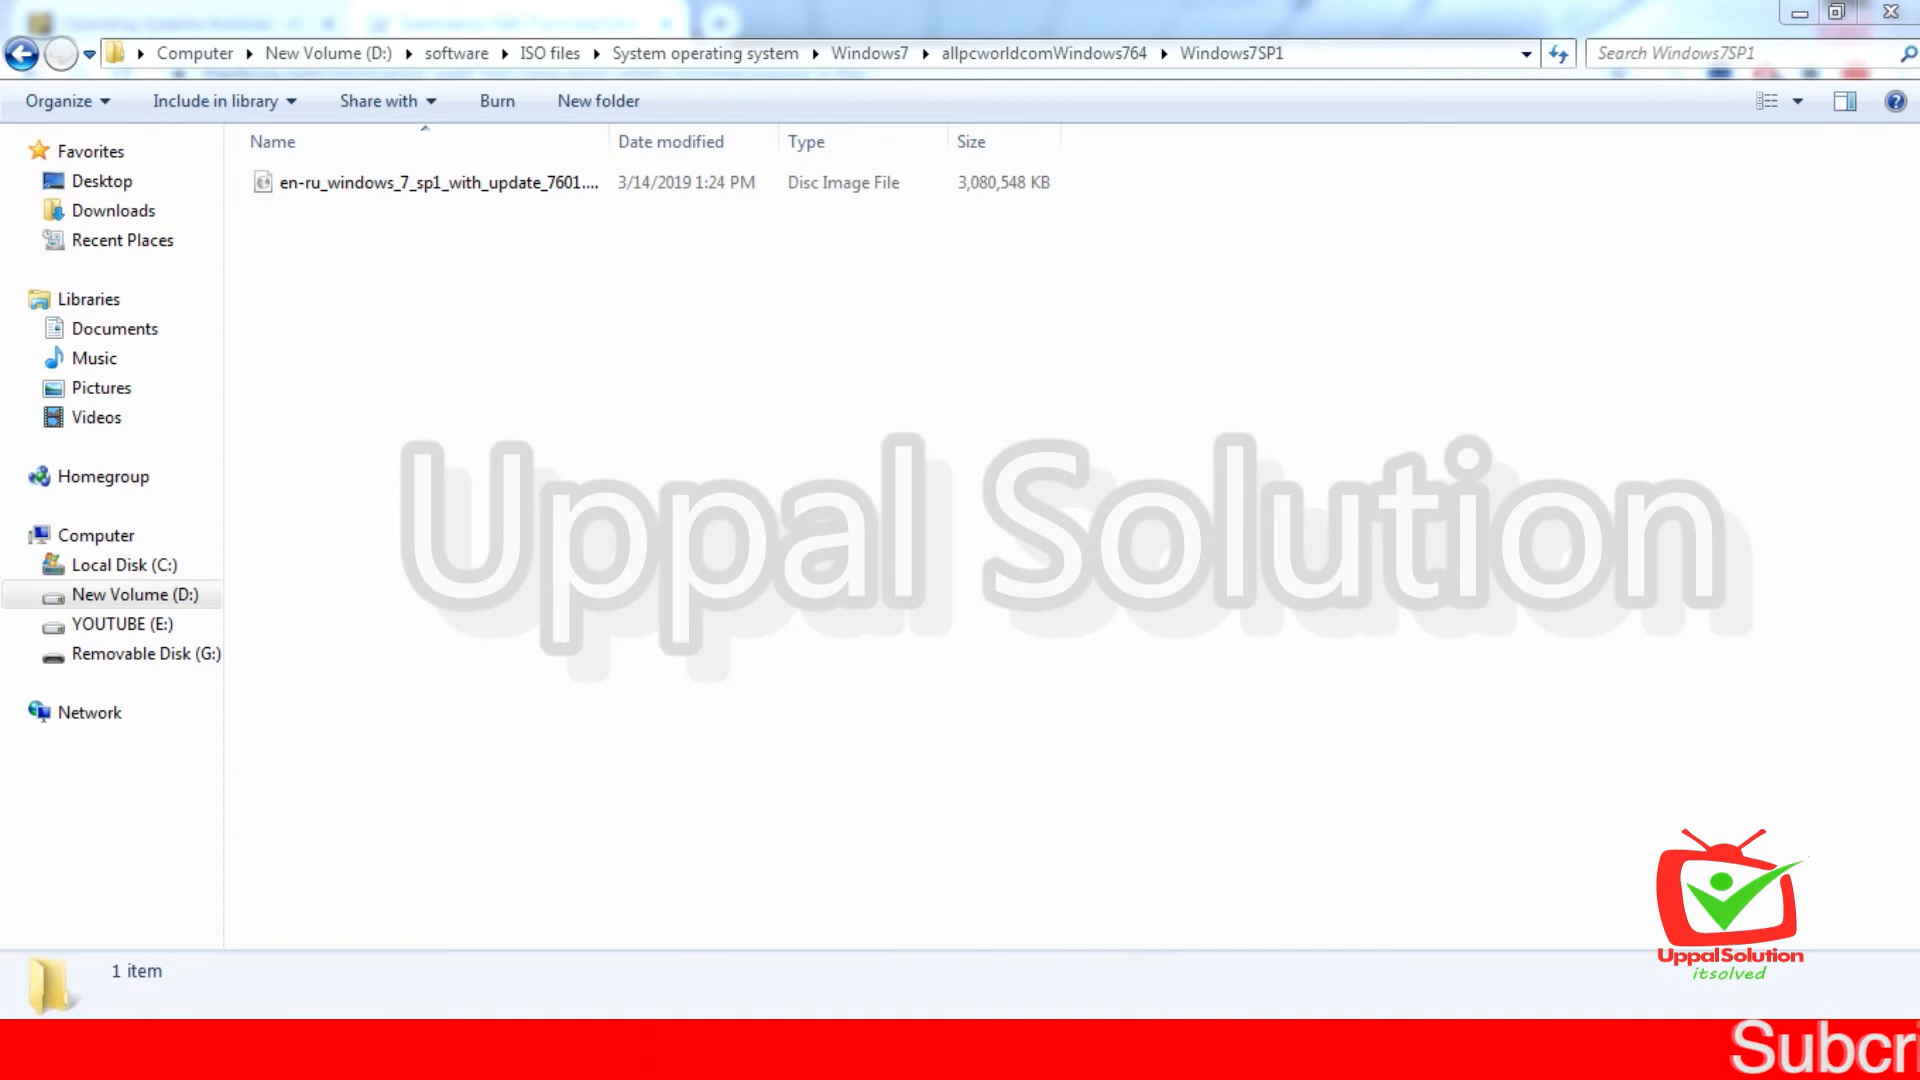 Computer New Volume (D:) software ISO files System operating system Windows7 allpcworldcomWindows764 Windows7SP1 Search Windows7SP1
Organize Include in library Share with Burn New folder
Name Date modified Type Size
en-ru_windows_7_sp1_with_update_7601.... 3/14/2019 1:24 PM Disc Image File 3,080,548 KB
Favorites
Desktop
Downloads
Recent Places
Libraries
Documents
Music
Pictures
Videos
Homegroup
Computer
Local Disk (C:)
New Volume (D:)
YOUTUBE (E:)
Removable Disk (G:)
Network
Uppal Solution
UppalSolution
itsolved
1 item
Subcri